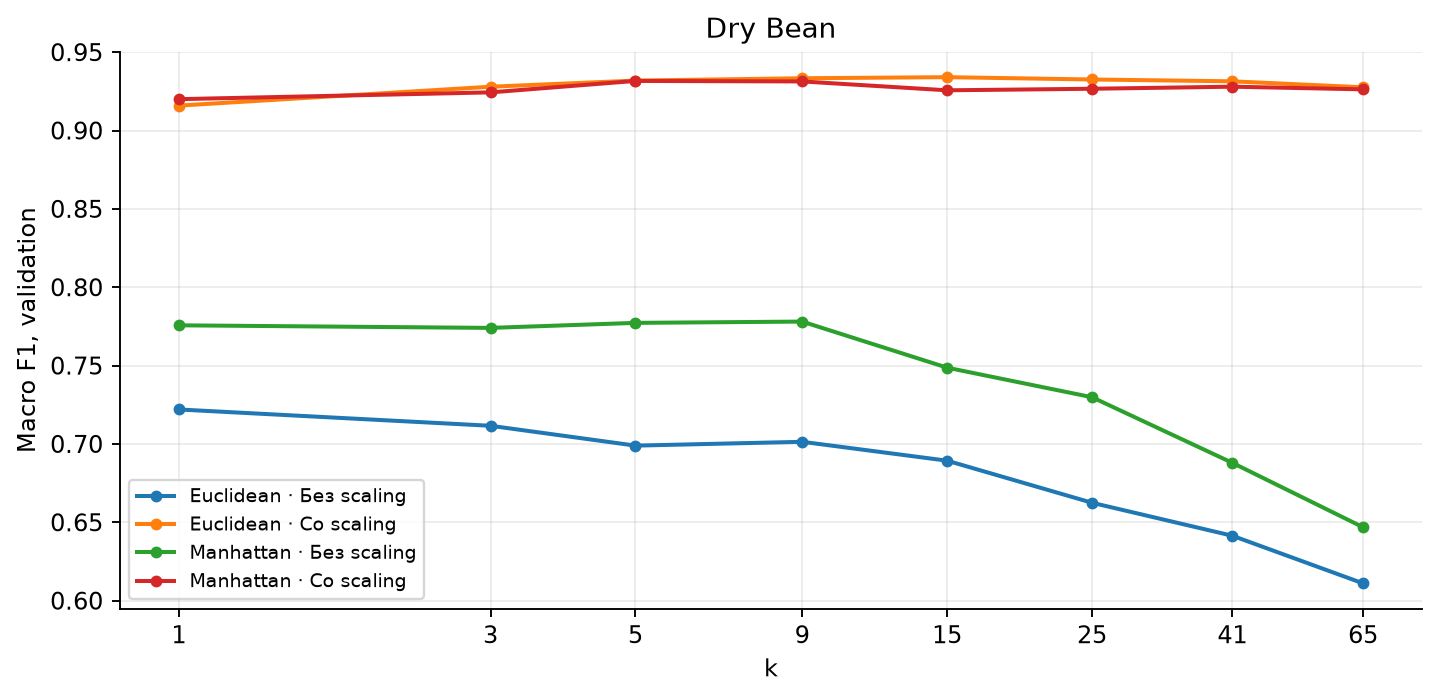 Dry Bean
Macro F1, validation
0.95
0.90
0.85
0.80
0.75
0.70
0.65
0.60
Euclidean · Без scaling
Euclidean · Со scaling
Manhattan · Без scaling
Manhattan · Со scaling
1 3 5 9 15 25 41 65
k